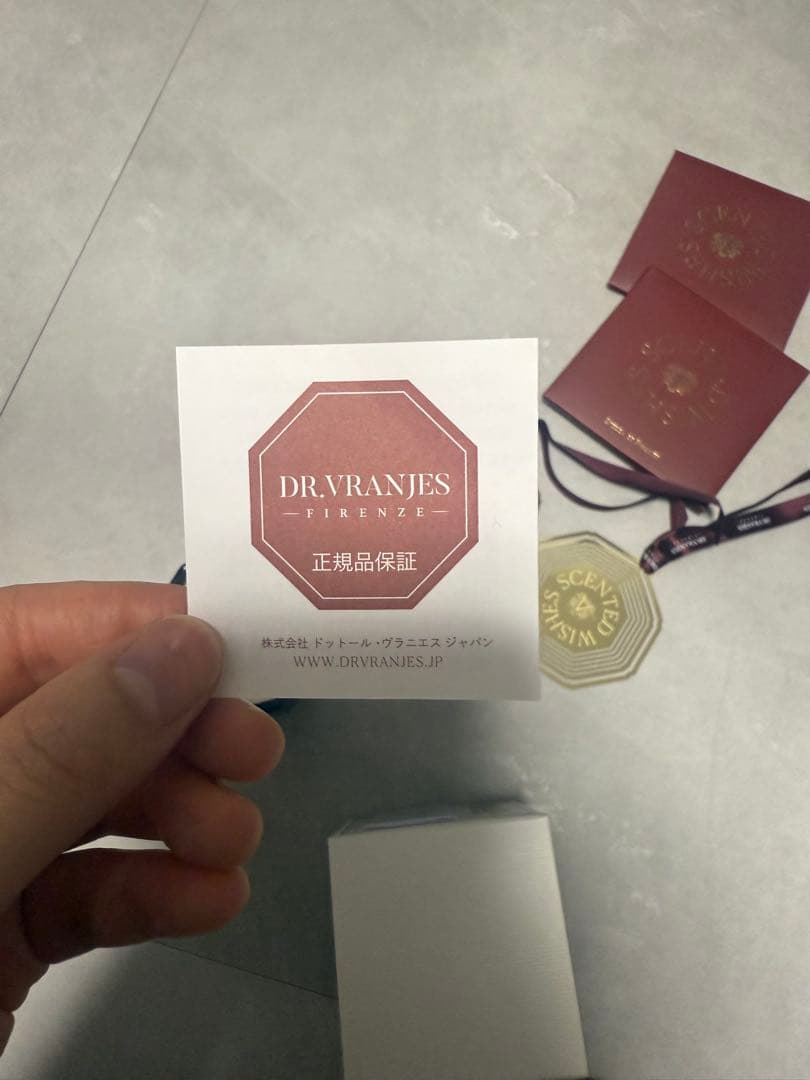 DR.VRANJES
FIRENZE
正規品保証
株式会社 ドットール・ヴラニエス ジャパン
WWW.DRVRANJES.JP
SCENTED WISHES